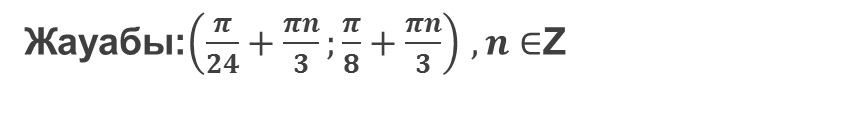 Жауабы:(π/24 + πn/3 ; π/8 + πn/3) , n ∈Z